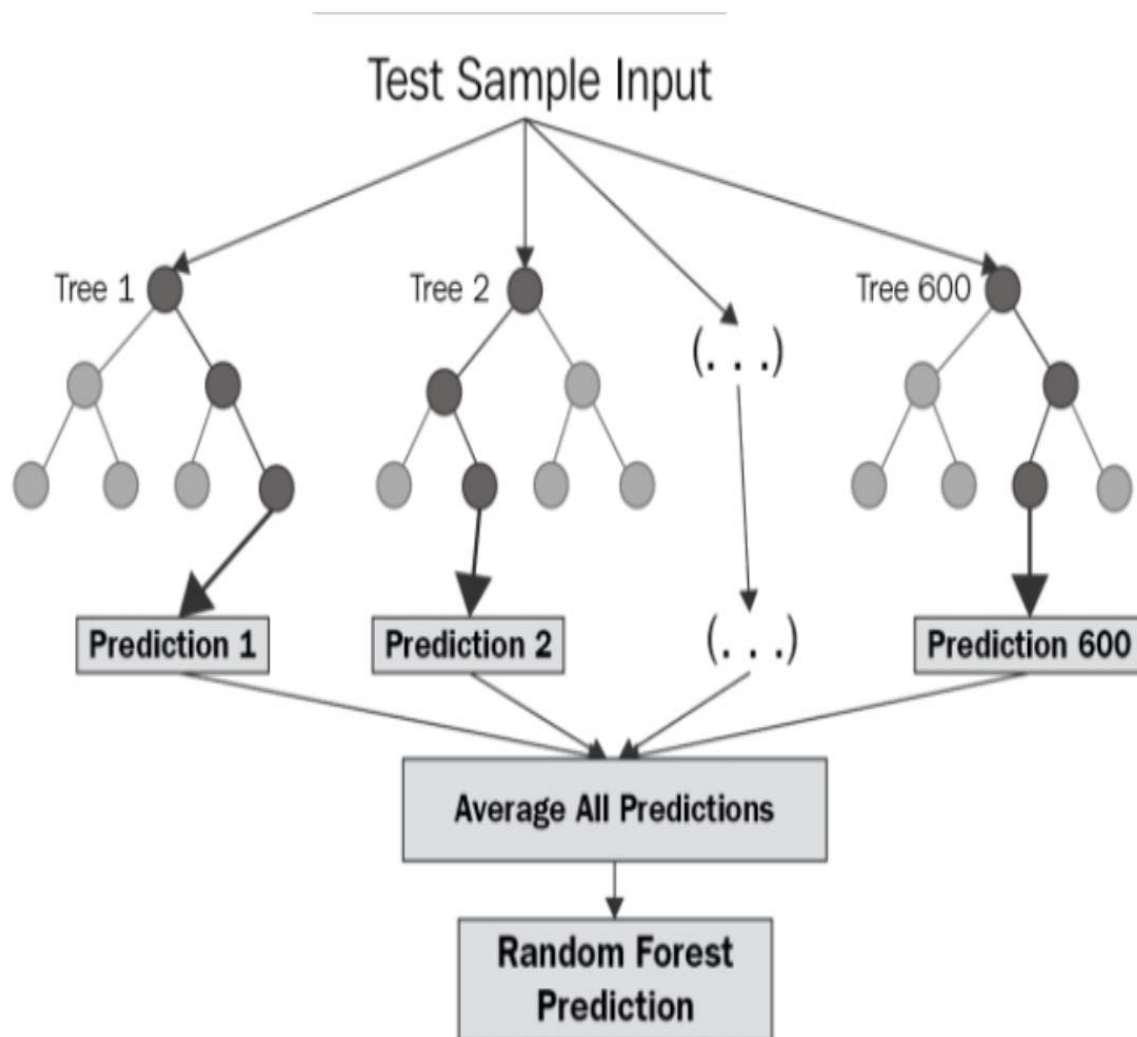 Test Sample Input
Tree 1
Tree 2
Tree 600
(. . .)
Prediction 1
Prediction 2
(. . .)
Prediction 600
Average All Predictions
Random Forest
Prediction